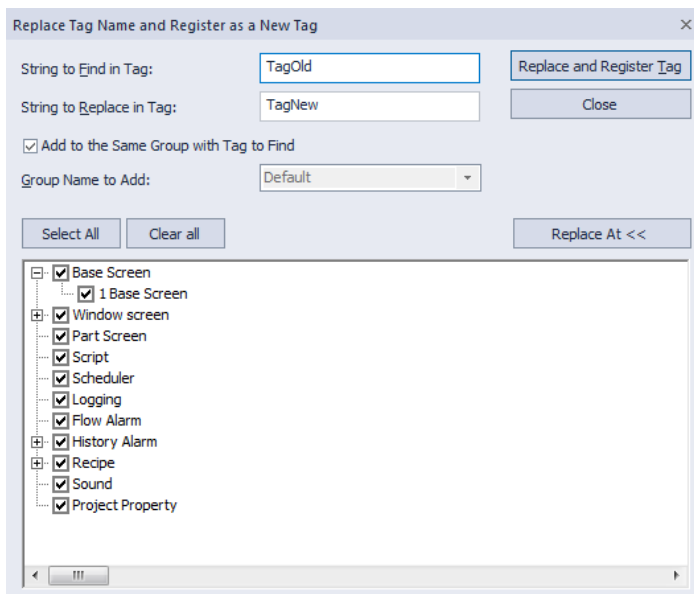 Replace Tag Name and Register as a New Tag
String to Find in Tag:
TagOld
Replace and Register Tag
String to Replace in Tag:
TagNew
Close
Add to the Same Group with Tag to Find
Group Name to Add:
Default
Select All
Clear all
Replace At <<
Base Screen
1 Base Screen
Window screen
Part Screen
Script
Scheduler
Logging
Flow Alarm
History Alarm
Recipe
Sound
Project Property